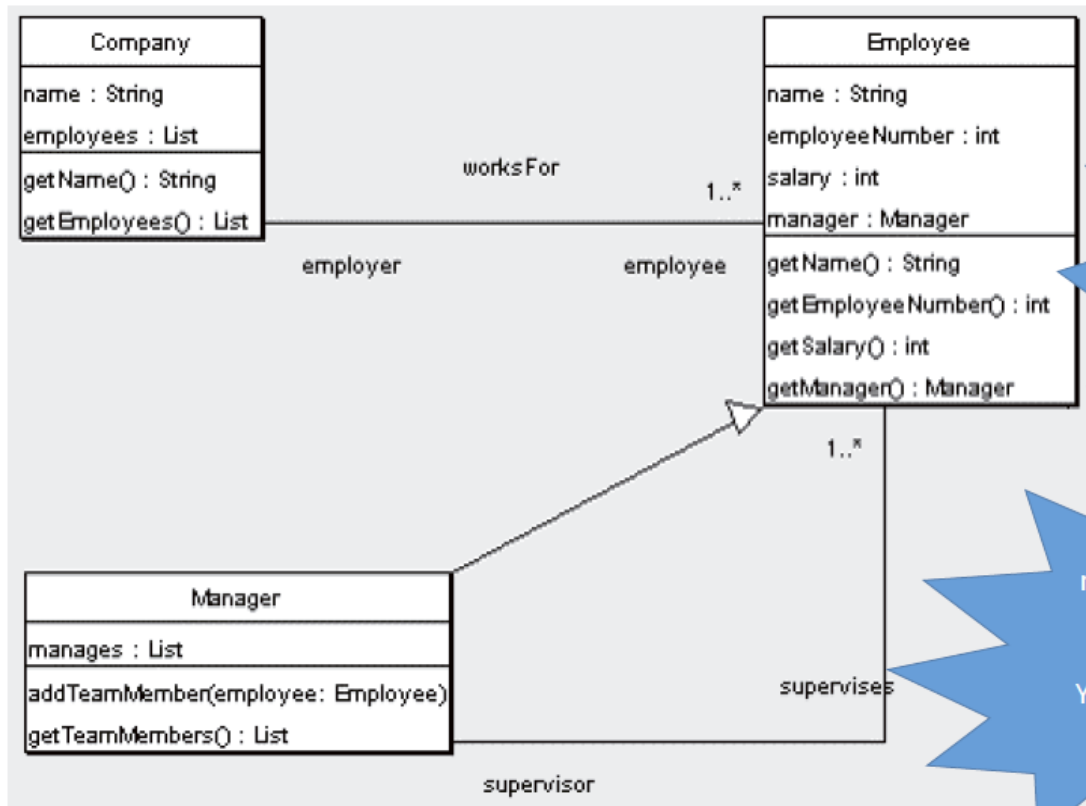 Company
name : String
employees : List
getName() : String
getEmployees() : List
worksFor
1..*
employer
employee
Employee
name : String
employeeNumber : int
salary : int
manager : Manager
getName() : String
getEmployeeNumber() : int
getSalary() : int
getManager() : Manager
1..*
Manager
manages : List
addTeamMember(employee: Employee)
getTeamMembers() : List
supervises
supervisor
Y